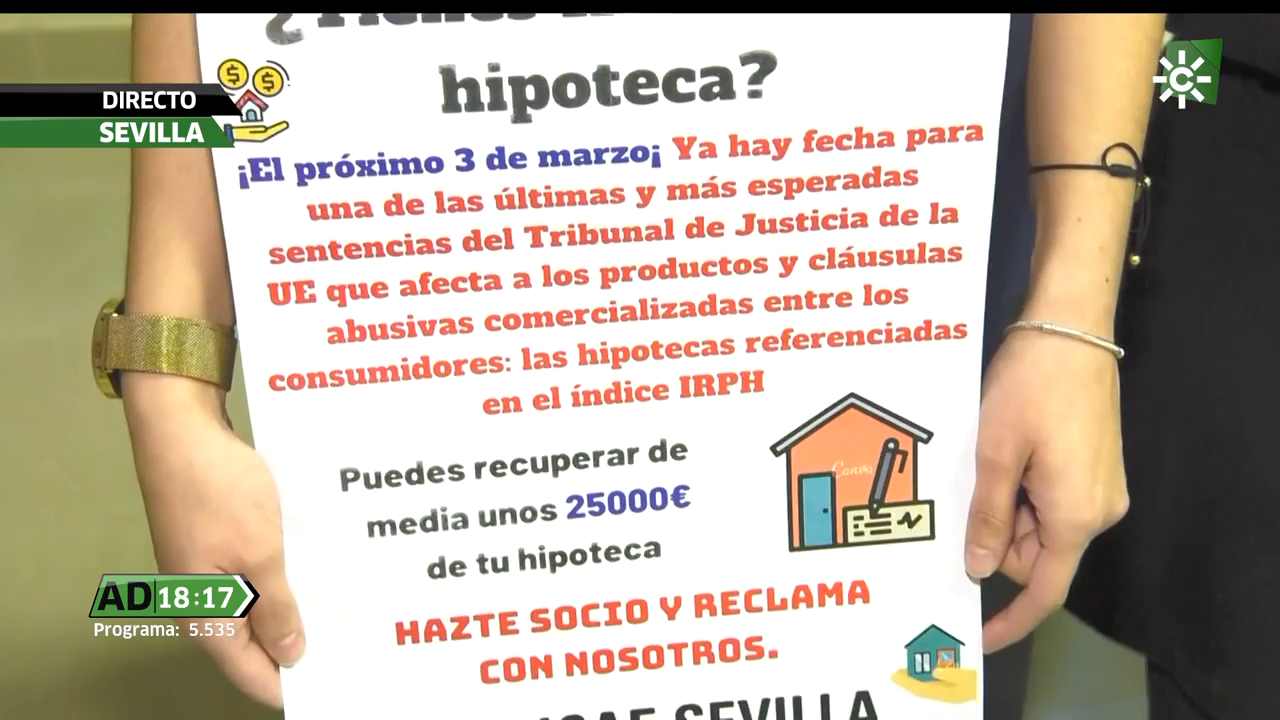 hipoteca?
DIRECTO
SEVILLA
¡El próximo 3 de marzo¡ Ya hay fecha para
una de las últimas y más esperadas
sentencias del Tribunal de Justicia de la
UE que afecta a los productos y cláusulas
abusivas comercializadas entre los
consumidores: las hipotecas referenciadas
en el índice IRPH
Canva
Puedes recuperar de
media unos 25000€
de tu hipoteca
HAZTE SOCIO Y RECLAMA
CON NOSOTROS.
SEVILLA
AD 18:17
Programa: 5.535